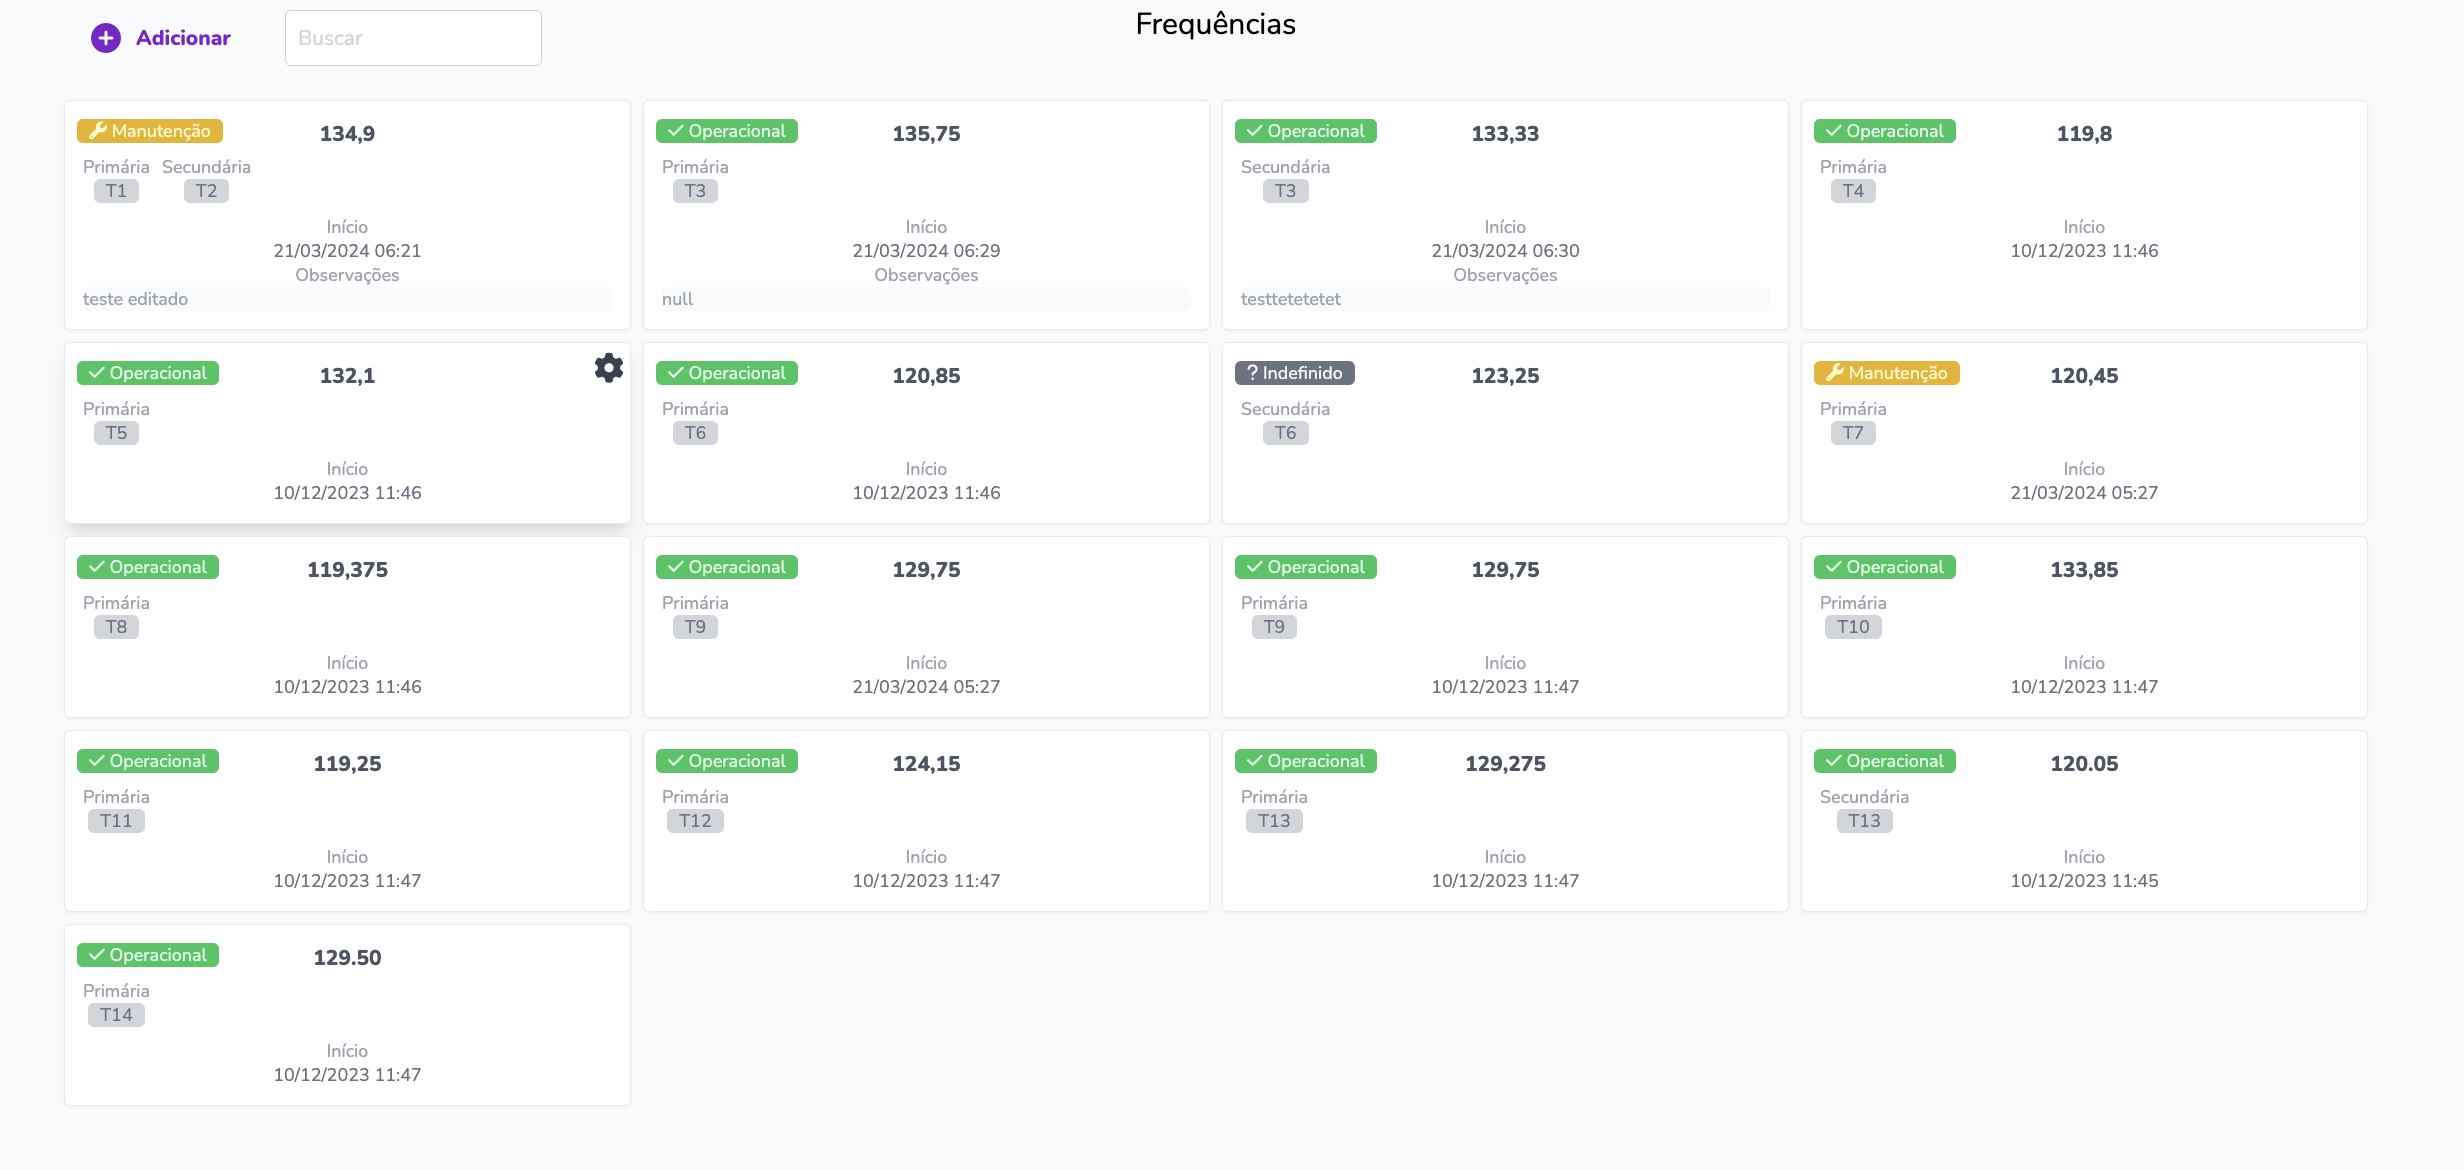 Adicionar
Buscar
Frequências
Manutenção 134,9
Primária Secundária
T1 T2
Início
21/03/2024 06:21
Observações
teste editado
Operacional 135,75
Primária
T3
Início
21/03/2024 06:29
Observações
null
Operacional 133,33
Secundária
T3
Início
21/03/2024 06:30
Observações
testtetetetet
Operacional 119,8
Primária
T4
Início
10/12/2023 11:46
Operacional 132,1
Primária
T5
Início
10/12/2023 11:46
Operacional 120,85
Primária
T6
Início
10/12/2023 11:46
? Indefinido 123,25
Secundária
T6
Manutenção 120,45
Primária
T7
Início
21/03/2024 05:27
Operacional 119,375
Primária
T8
Início
10/12/2023 11:46
Operacional 129,75
Primária
T9
Início
21/03/2024 05:27
Operacional 129,75
Primária
T9
Início
10/12/2023 11:47
Operacional 133,85
Primária
T10
Início
10/12/2023 11:47
Operacional 119,25
Primária
T11
Início
10/12/2023 11:47
Operacional 124,15
Primária
T12
Início
10/12/2023 11:47
Operacional 129,275
Primária
T13
Início
10/12/2023 11:47
Operacional 120.05
Secundária
T13
Início
10/12/2023 11:45
Operacional 129.50
Primária
T14
Início
10/12/2023 11:47